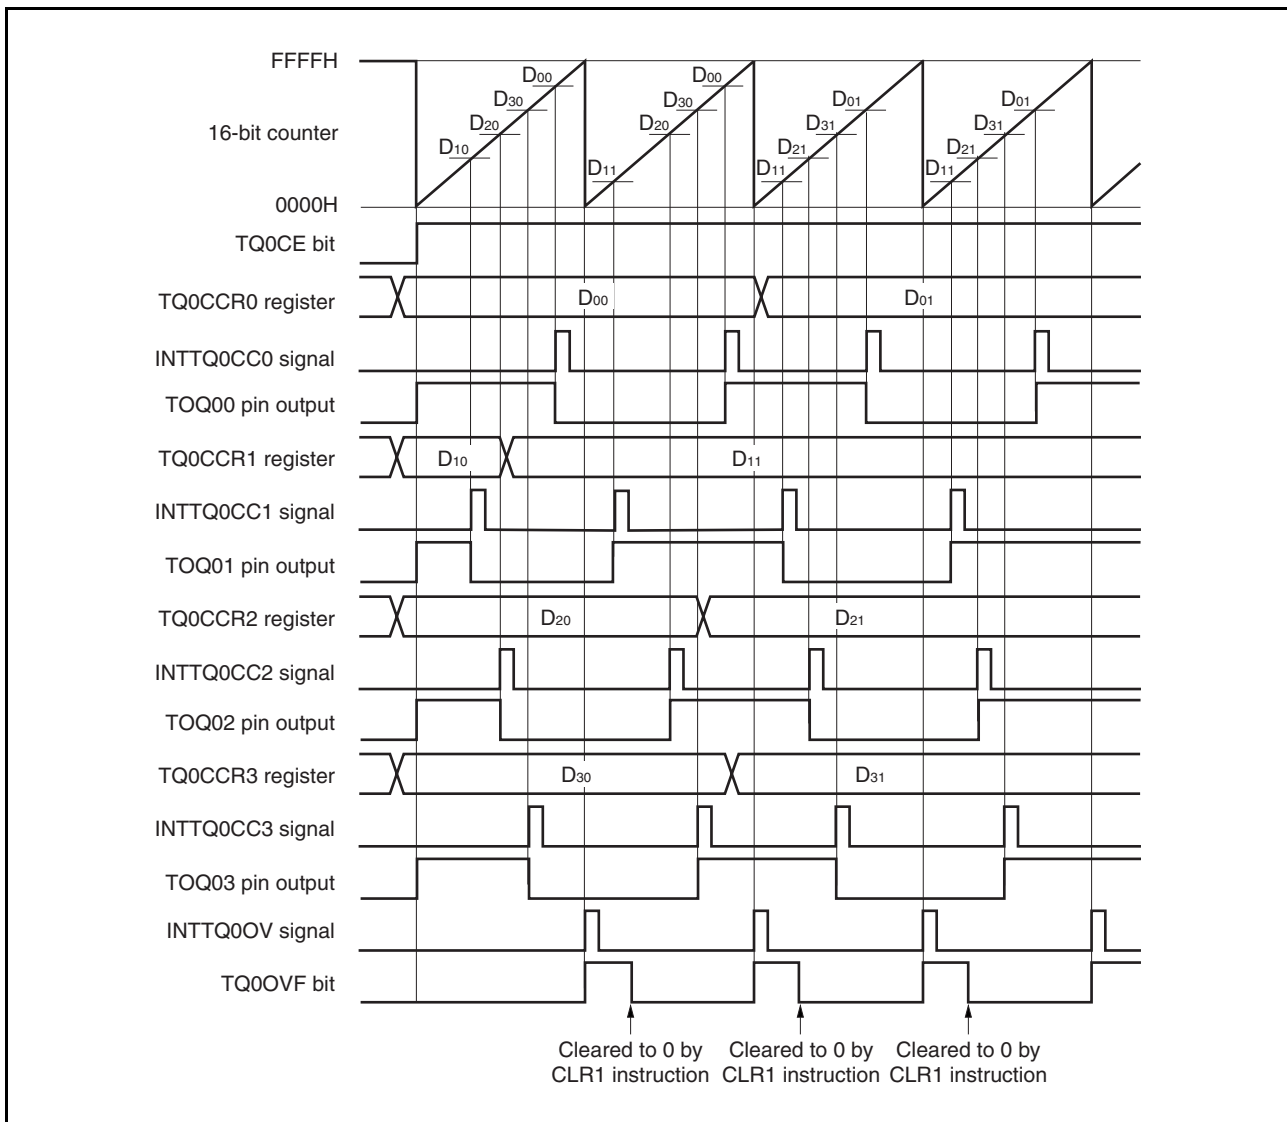 FFFFH
D00
D00
D30
D30
D01
D01
16-bit counter
D20
D20
D31
D31
D10
D21
D21
D11
D11
D11
0000H
TQ0CE bit
TQ0CCR0 register
D00
D01
INTTQ0CC0 signal
TOQ00 pin output
TQ0CCR1 register
D10
D11
INTTQ0CC1 signal
TOQ01 pin output
TQ0CCR2 register
D20
D21
INTTQ0CC2 signal
TOQ02 pin output
TQ0CCR3 register
D30
D31
INTTQ0CC3 signal
TOQ03 pin output
INTTQ0OV signal
TQ0OVF bit
Cleared to 0 by
CLR1 instruction
Cleared to 0 by
CLR1 instruction
Cleared to 0 by
CLR1 instruction